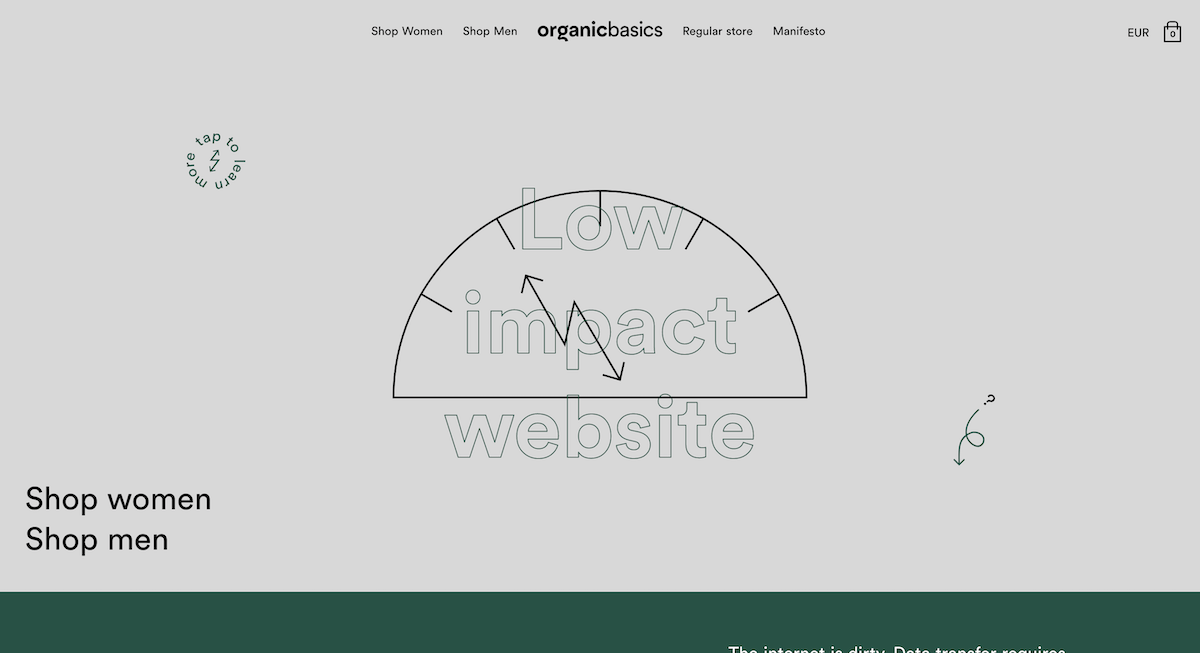 Shop Women
Shop Men
organicbasics
Regular store
Manifesto
EUR
0
tap to learn more
Low
impact
website
?
Shop women
Shop men
The internet is dirty. Data transfer requires